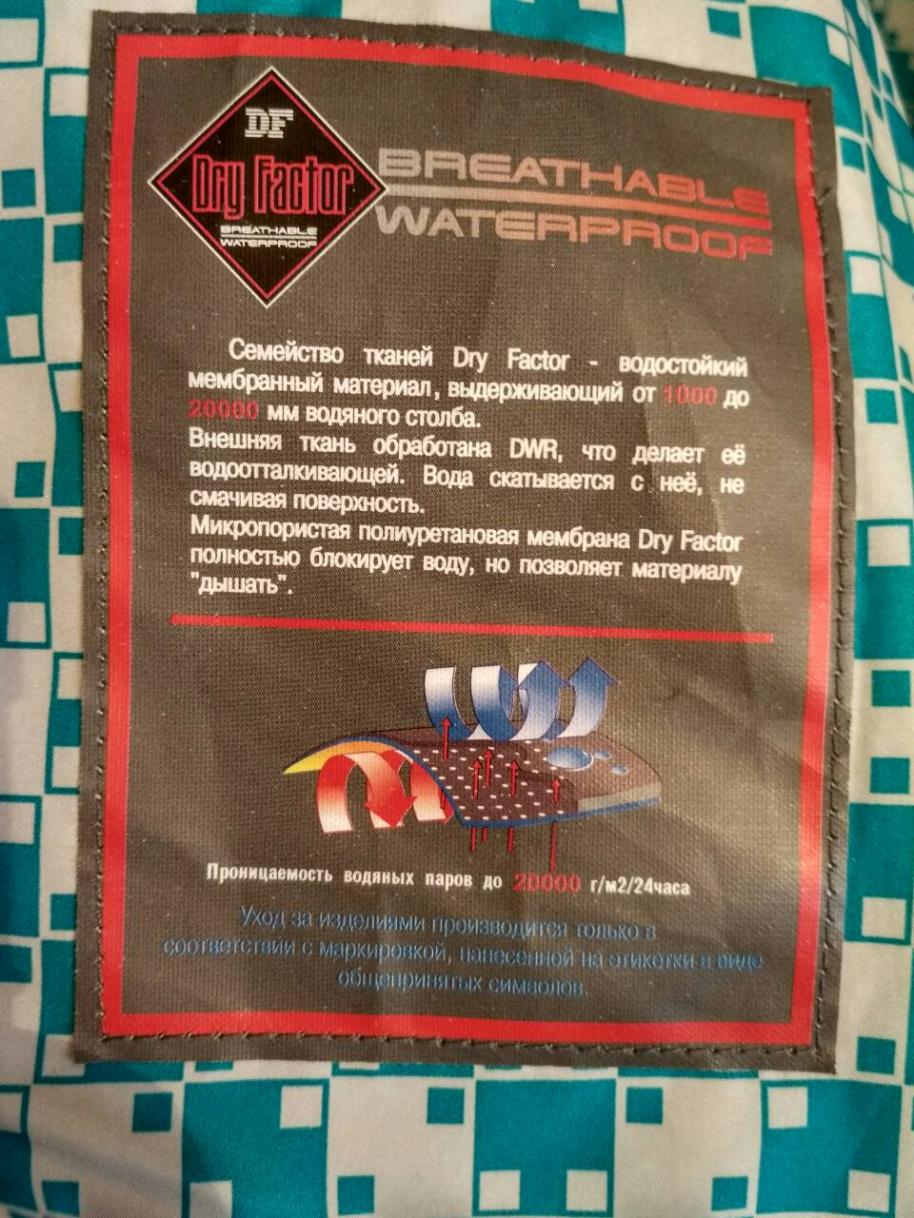 DF
Dry Factor
BREATHABLE
WATERPROOF
BREATHABLE
WATERPROOF
Семейство тканей Dry Factor - водостойкий
мембранный материал, выдерживающий от 1000 до
20000 мм водяного столба.
Внешняя ткань обработана DWR, что делает её
водоотталкивающей. Вода скатывается с неё, не
смачивая поверхность.
Микропористая полиуретановая мембрана Dry Factor
полностью блокирует воду, но позволяет материалу
"дышать".
Проницаемость водяных паров до 20000 г/м2/24часа
Уход за изделиями производится только в
соответствии с маркировкой, нанесенной на этикетки в виде
общепринятых символов.